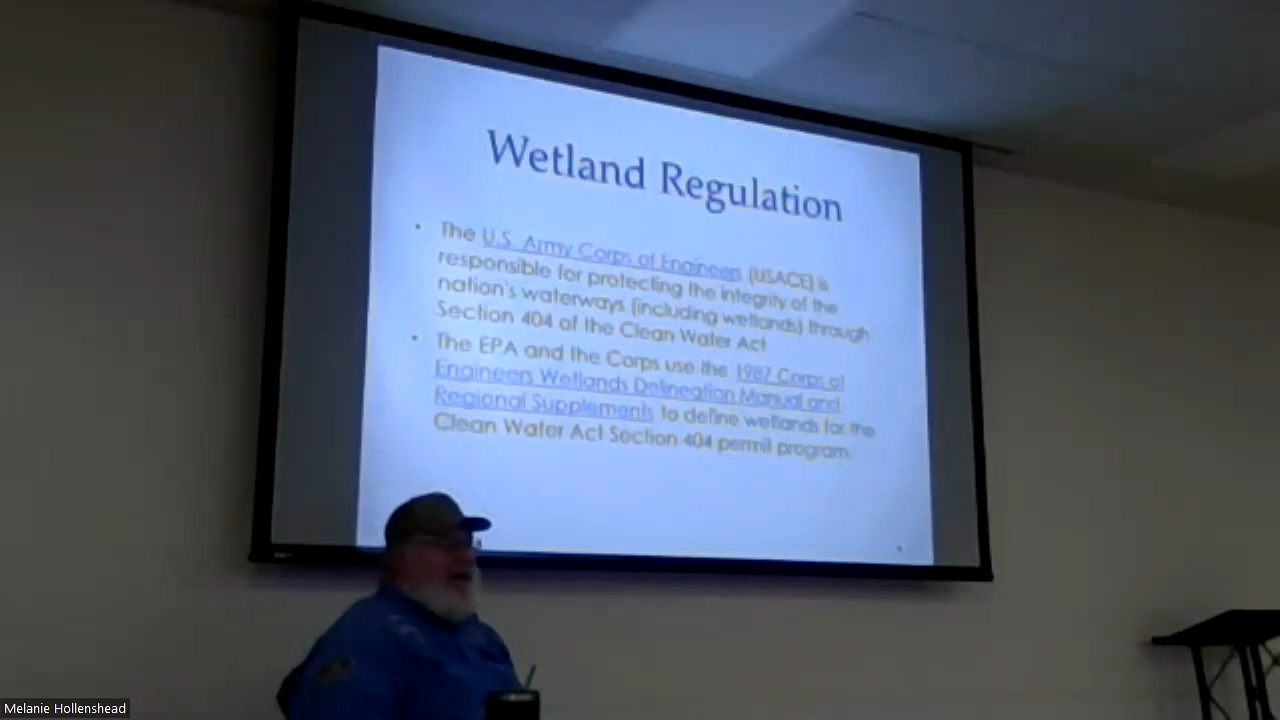 Wetland Regulation
• The U.S. Army Corps of Engineers (USACE) is
responsible for protecting the integrity of the
nation's waterways (including wetlands) through
Section 404 of the Clean Water Act
• The EPA and the Corps use the 1987 Corps of
Engineers Wetlands Delineation Manual and
Regional Supplements to define wetlands for the
Clean Water Act Section 404 permit program.
Melanie Hollenshead